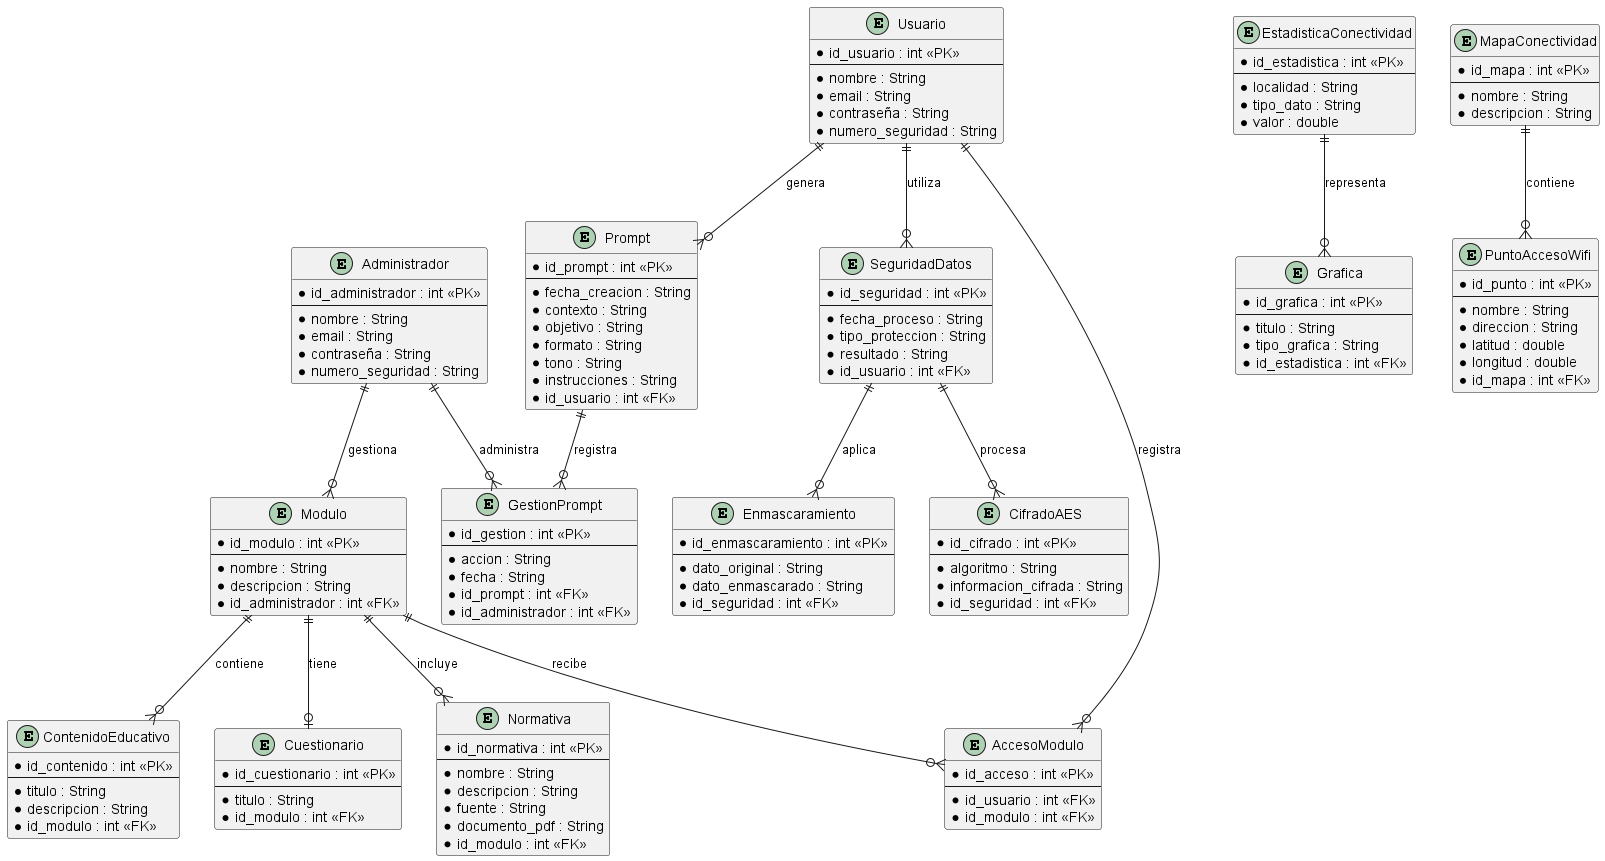 E Usuario
id_usuario : int «PK»
nombre : String
email : String
contraseña : String
numero_seguridad : String
E EstadisticaConectividad
id_estadistica : int «PK»
localidad : String
tipo_dato : String
valor : double
E MapaConectividad
id_mapa : int «PK»
nombre : String
descripcion : String
genera
utiliza
representa
contiene
E Administrador
id_administrador : int «PK»
nombre : String
email : String
contraseña : String
numero_seguridad : String
E Prompt
id_prompt : int «PK»
fecha_creacion : String
contexto : String
objetivo : String
formato : String
tono : String
instrucciones : String
id_usuario : int «FK»
E SeguridadDatos
id_seguridad : int «PK»
fecha_proceso : String
tipo_proteccion : String
resultado : String
id_usuario : int «FK»
E Grafica
id_grafica : int «PK»
titulo : String
tipo_grafica : String
id_estadistica : int «FK»
E PuntoAccesoWifi
id_punto : int «PK»
nombre : String
direccion : String
latitud : double
longitud : double
id_mapa : int «FK»
gestiona
administra
registra
aplica
procesa
registra
E Modulo
id_modulo : int «PK»
nombre : String
descripcion : String
id_administrador : int «FK»
E GestionPrompt
id_gestion : int «PK»
accion : String
fecha : String
id_prompt : int «FK»
id_administrador : int «FK»
E Enmascaramiento
id_enmascaramiento : int «PK»
dato_original : String
dato_enmascarado : String
id_seguridad : int «FK»
E CifradoAES
id_cifrado : int «PK»
algoritmo : String
informacion_cifrada : String
id_seguridad : int «FK»
contiene
tiene
incluye
recibe
E ContenidoEducativo
id_contenido : int «PK»
titulo : String
descripcion : String
id_modulo : int «FK»
E Cuestionario
id_cuestionario : int «PK»
titulo : String
id_modulo : int «FK»
E Normativa
id_normativa : int «PK»
nombre : String
descripcion : String
fuente : String
documento_pdf : String
id_modulo : int «FK»
E AccesoModulo
id_acceso : int «PK»
id_usuario : int «FK»
id_modulo : int «FK»